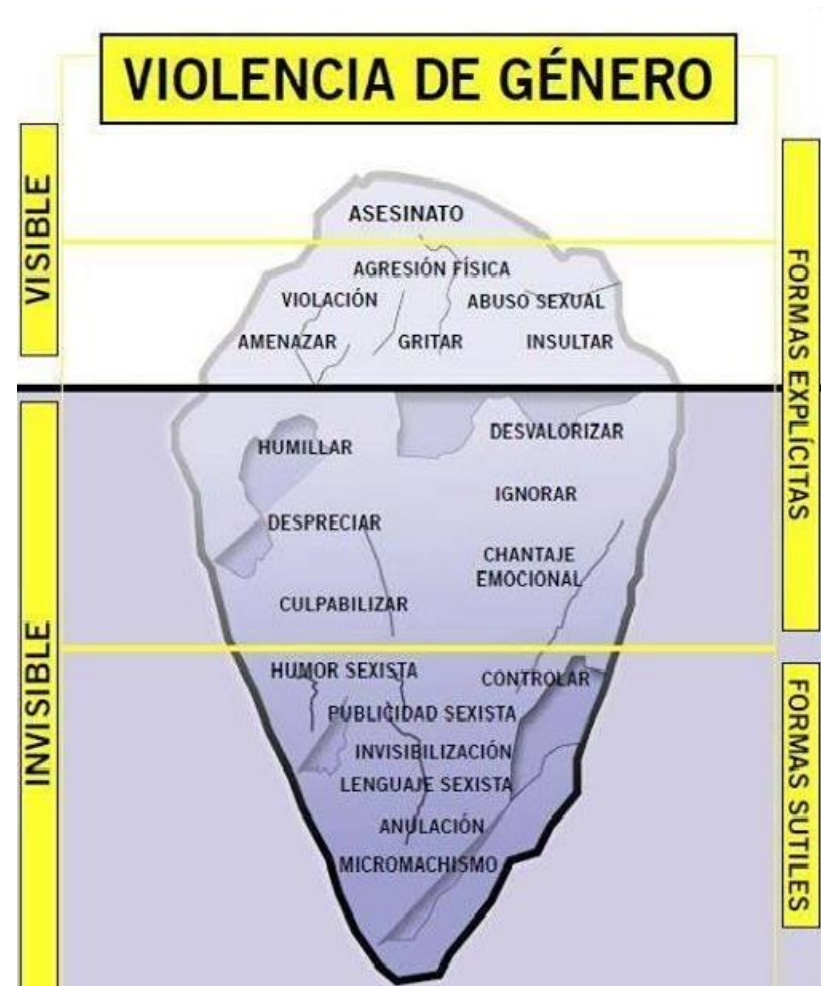 VIOLENCIA DE GÉNERO
VISIBLE
ASESINATO
AGRESIÓN FÍSICA
VIOLACIÓN
ABUSO SEXUAL
AMENAZAR
GRITAR
INSULTAR
FORMAS EXPLÍCITAS
INVISIBLE
HUMILLAR
DESVALORIZAR
IGNORAR
DESPRECIAR
CHANTAJE
EMOCIONAL
CULPABILIZAR
HUMOR SEXISTA
CONTROLAR
PUBLICIDAD SEXISTA
INVISIBILIZACIÓN
LENGUAJE SEXISTA
ANULACIÓN
MICROMACHISMO
FORMAS SUTILES